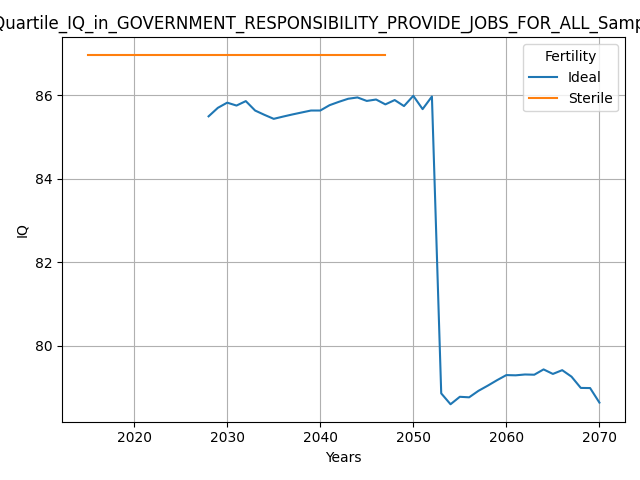 Quartile_IQ_in_GOVERNMENT_RESPONSIBILITY_PROVIDE_JOBS_FOR_ALL_Samp
Fertility
Ideal
Sterile
86
84
82
80
IQ
2020 2030 2040 2050 2060 2070
Years